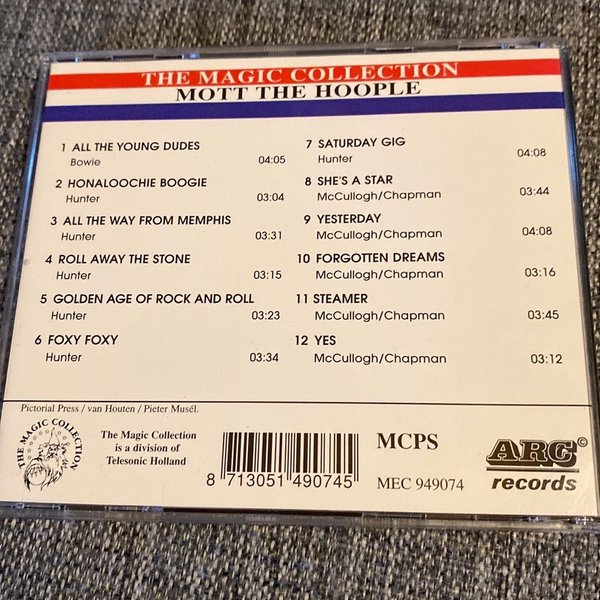 THE MAGIC COLLECTION
MOTT THE HOOPLE
1 ALL THE YOUNG DUDES
Bowie 04:05
2 HONALOOCHIE BOOGIE
Hunter 03:04
3 ALL THE WAY FROM MEMPHIS
Hunter 03:31
4 ROLL AWAY THE STONE
Hunter 03:15
5 GOLDEN AGE OF ROCK AND ROLL
Hunter 03:23
6 FOXY FOXY
Hunter 03:34
7 SATURDAY GIG
Hunter 04:08
8 SHE'S A STAR
McCullogh/Chapman 03:44
9 YESTERDAY
McCullogh/Chapman 04:08
10 FORGOTTEN DREAMS
McCullogh/Chapman 03:16
11 STEAMER
McCullogh/Chapman 03:45
12 YES
McCullogh/Chapman 03:12
Pictorial Press / van Houten / Pieter Musél.
THE MAGIC COLLECTION
The Magic Collection
is a division of
Telesonic Holland
8 713051 490745
MCPS
MEC 949074
ARC ©
records